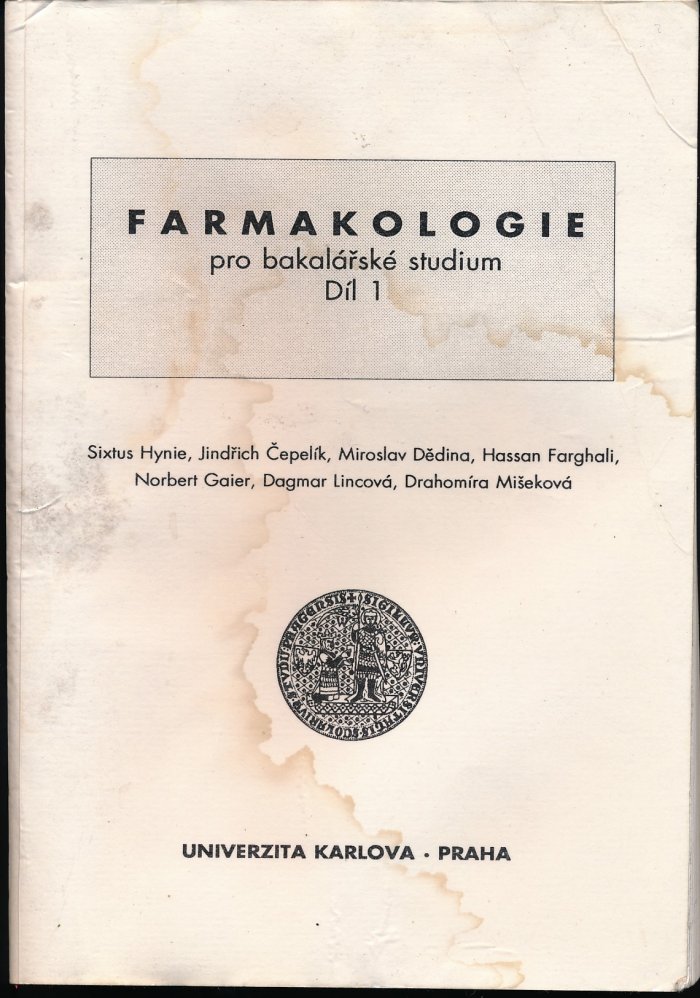 FARMAKOLOGIE
pro bakalářské studium
Díl 1
Sixtus Hynie, Jindřich Čepelík, Miroslav Dědina, Hassan Farghali,
Norbert Gaier, Dagmar Lincová, Drahomíra Mišeková
UNIVERZITA KARLOVA · PRAHA